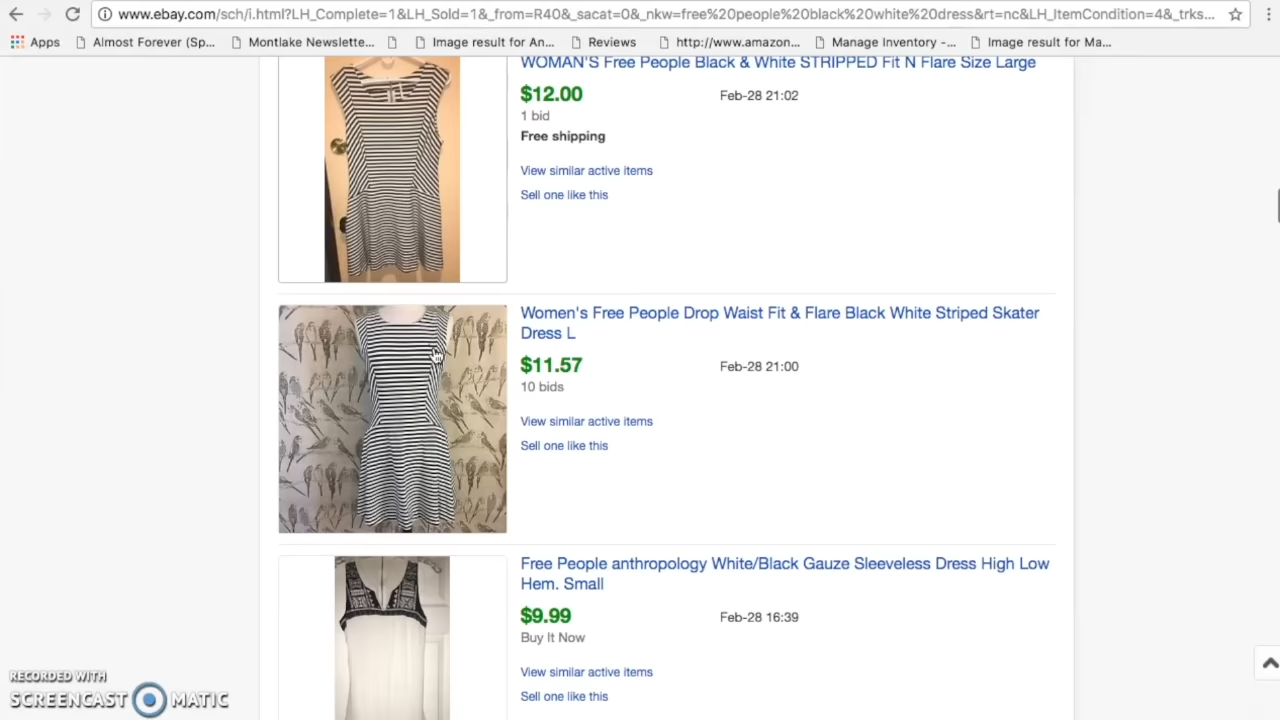 www.ebay.com/sch/i.html?LH_Complete=1&LH_Sold=1&_from=R40&_sacat=0&_nkw=free%20people%20black%20white%20dress&rt=nc&LH_ItemCondition=4&_trks...
Apps Almost Forever (Sp... Montlake Newslette... Image result for An... Reviews http://www.amazon... Manage Inventory -... Image result for Ma...
WOMAN'S Free People Black & White STRIPPED Fit N Flare Size Large
$12.00 Feb-28 21:02
1 bid
Free shipping
View similar active items
Sell one like this
Women's Free People Drop Waist Fit & Flare Black White Striped Skater
Dress L
$11.57 Feb-28 21:00
10 bids
View similar active items
Sell one like this
Free People anthropology White/Black Gauze Sleeveless Dress High Low
Hem. Small
$9.99 Feb-28 16:39
Buy It Now
View similar active items
Sell one like this
RECORDED WITH
SCREENCAST MATIC